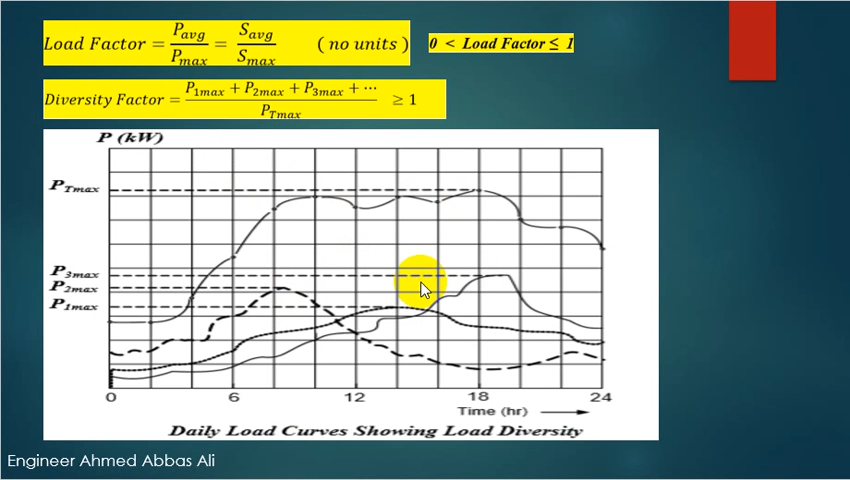 Load Factor = P_avg / P_max = S_avg / S_max ( no units ) 0 < Load Factor ≤ 1
Diversity Factor = P_1max + P_2max + P_3max + ⋯ / P_Tmax ≥ 1
P (kW)
P_Tmax
P_3max
P_2max
P_1max
0 6 12 18 24
Time (hr)
Daily Load Curves Showing Load Diversity
Engineer Ahmed Abbas Ali